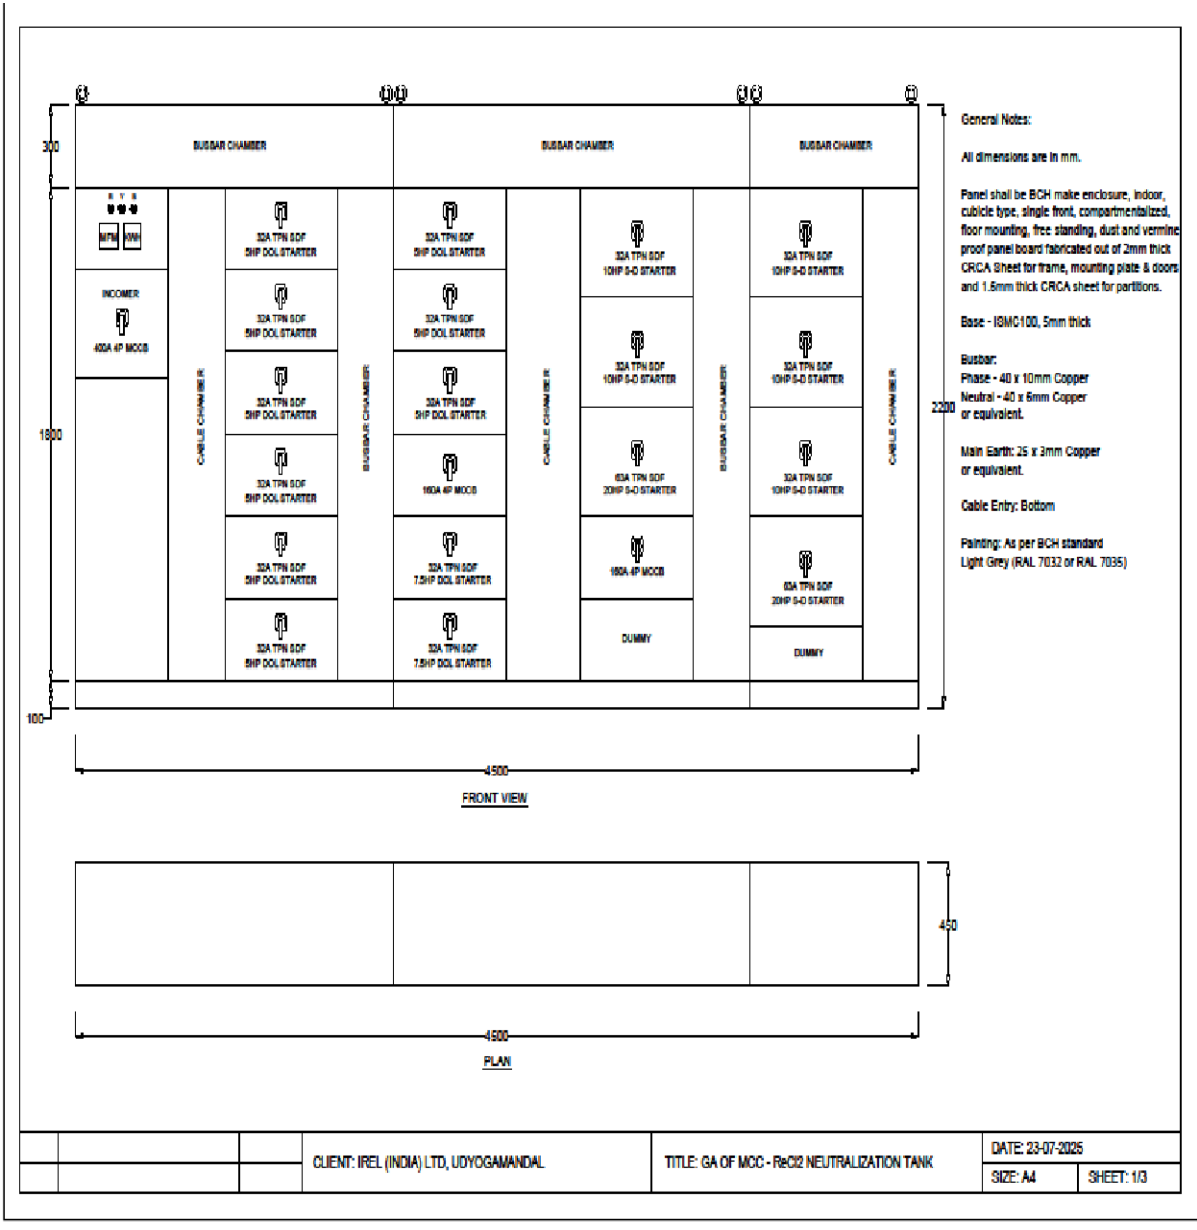 300
BUSBAR CHAMBER
BUSBAR CHAMBER
BUSBAR CHAMBER
R Y B
MFM
KWH
INCOMER
400A 4P MCCB
1800
CABLE CHAMBER
32A TPN SDF
5HP DOL STARTER
32A TPN SDF
5HP DOL STARTER
32A TPN SDF
5HP DOL STARTER
32A TPN SDF
5HP DOL STARTER
32A TPN SDF
5HP DOL STARTER
32A TPN SDF
5HP DOL STARTER
BUSBAR CHAMBER
32A TPN SDF
5HP DOL STARTER
32A TPN SDF
5HP DOL STARTER
32A TPN SDF
5HP DOL STARTER
160A 4P MCCB
32A TPN SDF
7.5HP DOL STARTER
32A TPN SDF
7.5HP DOL STARTER
CABLE CHAMBER
32A TPN SDF
10HP S-D STARTER
32A TPN SDF
10HP S-D STARTER
63A TPN SDF
20HP S-D STARTER
160A 4P MCCB
DUMMY
BUSBAR CHAMBER
32A TPN SDF
10HP S-D STARTER
32A TPN SDF
10HP S-D STARTER
32A TPN SDF
10HP S-D STARTER
63A TPN SDF
20HP S-D STARTER
DUMMY
CABLE CHAMBER
2200
100
4500
FRONT VIEW
General Notes:
All dimensions are in mm.
Panel shall be BCH make enclosure, indoor,
cubicle type, single front, compartmentalized,
floor mounting, free standing, dust and vermine
proof panel board fabricated out of 2mm thick
CRCA Sheet for frame, mounting plate & doors
and 1.6mm thick CRCA sheet for partitions.
Base - ISMC100, 5mm thick
Busbar:
Phase - 40 x 10mm Copper
Neutral - 40 x 6mm Copper
or equivalent.
Main Earth: 25 x 3mm Copper
or equivalent.
Cable Entry: Bottom
Painting: As per BCH standard
Light Grey (RAL 7032 or RAL 7035)
450
4500
PLAN
CLIENT: IREL (INDIA) LTD, UDYOGAMANDAL
TITLE: GA OF MCC - ReCl2 NEUTRALIZATION TANK
DATE: 23-07-2025
SIZE: A4
SHEET: 1/3